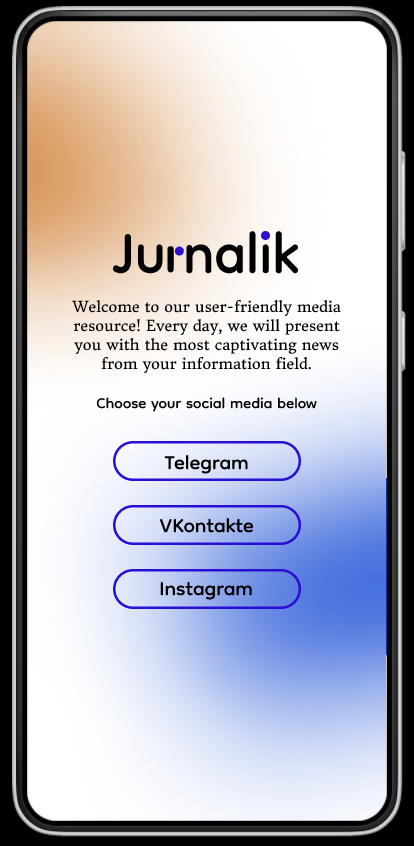 Jurnalik
Welcome to our user-friendly media
resource! Every day, we will present
you with the most captivating news
from your information field.
Choose your social media below
Telegram
VKontakte
Instagram